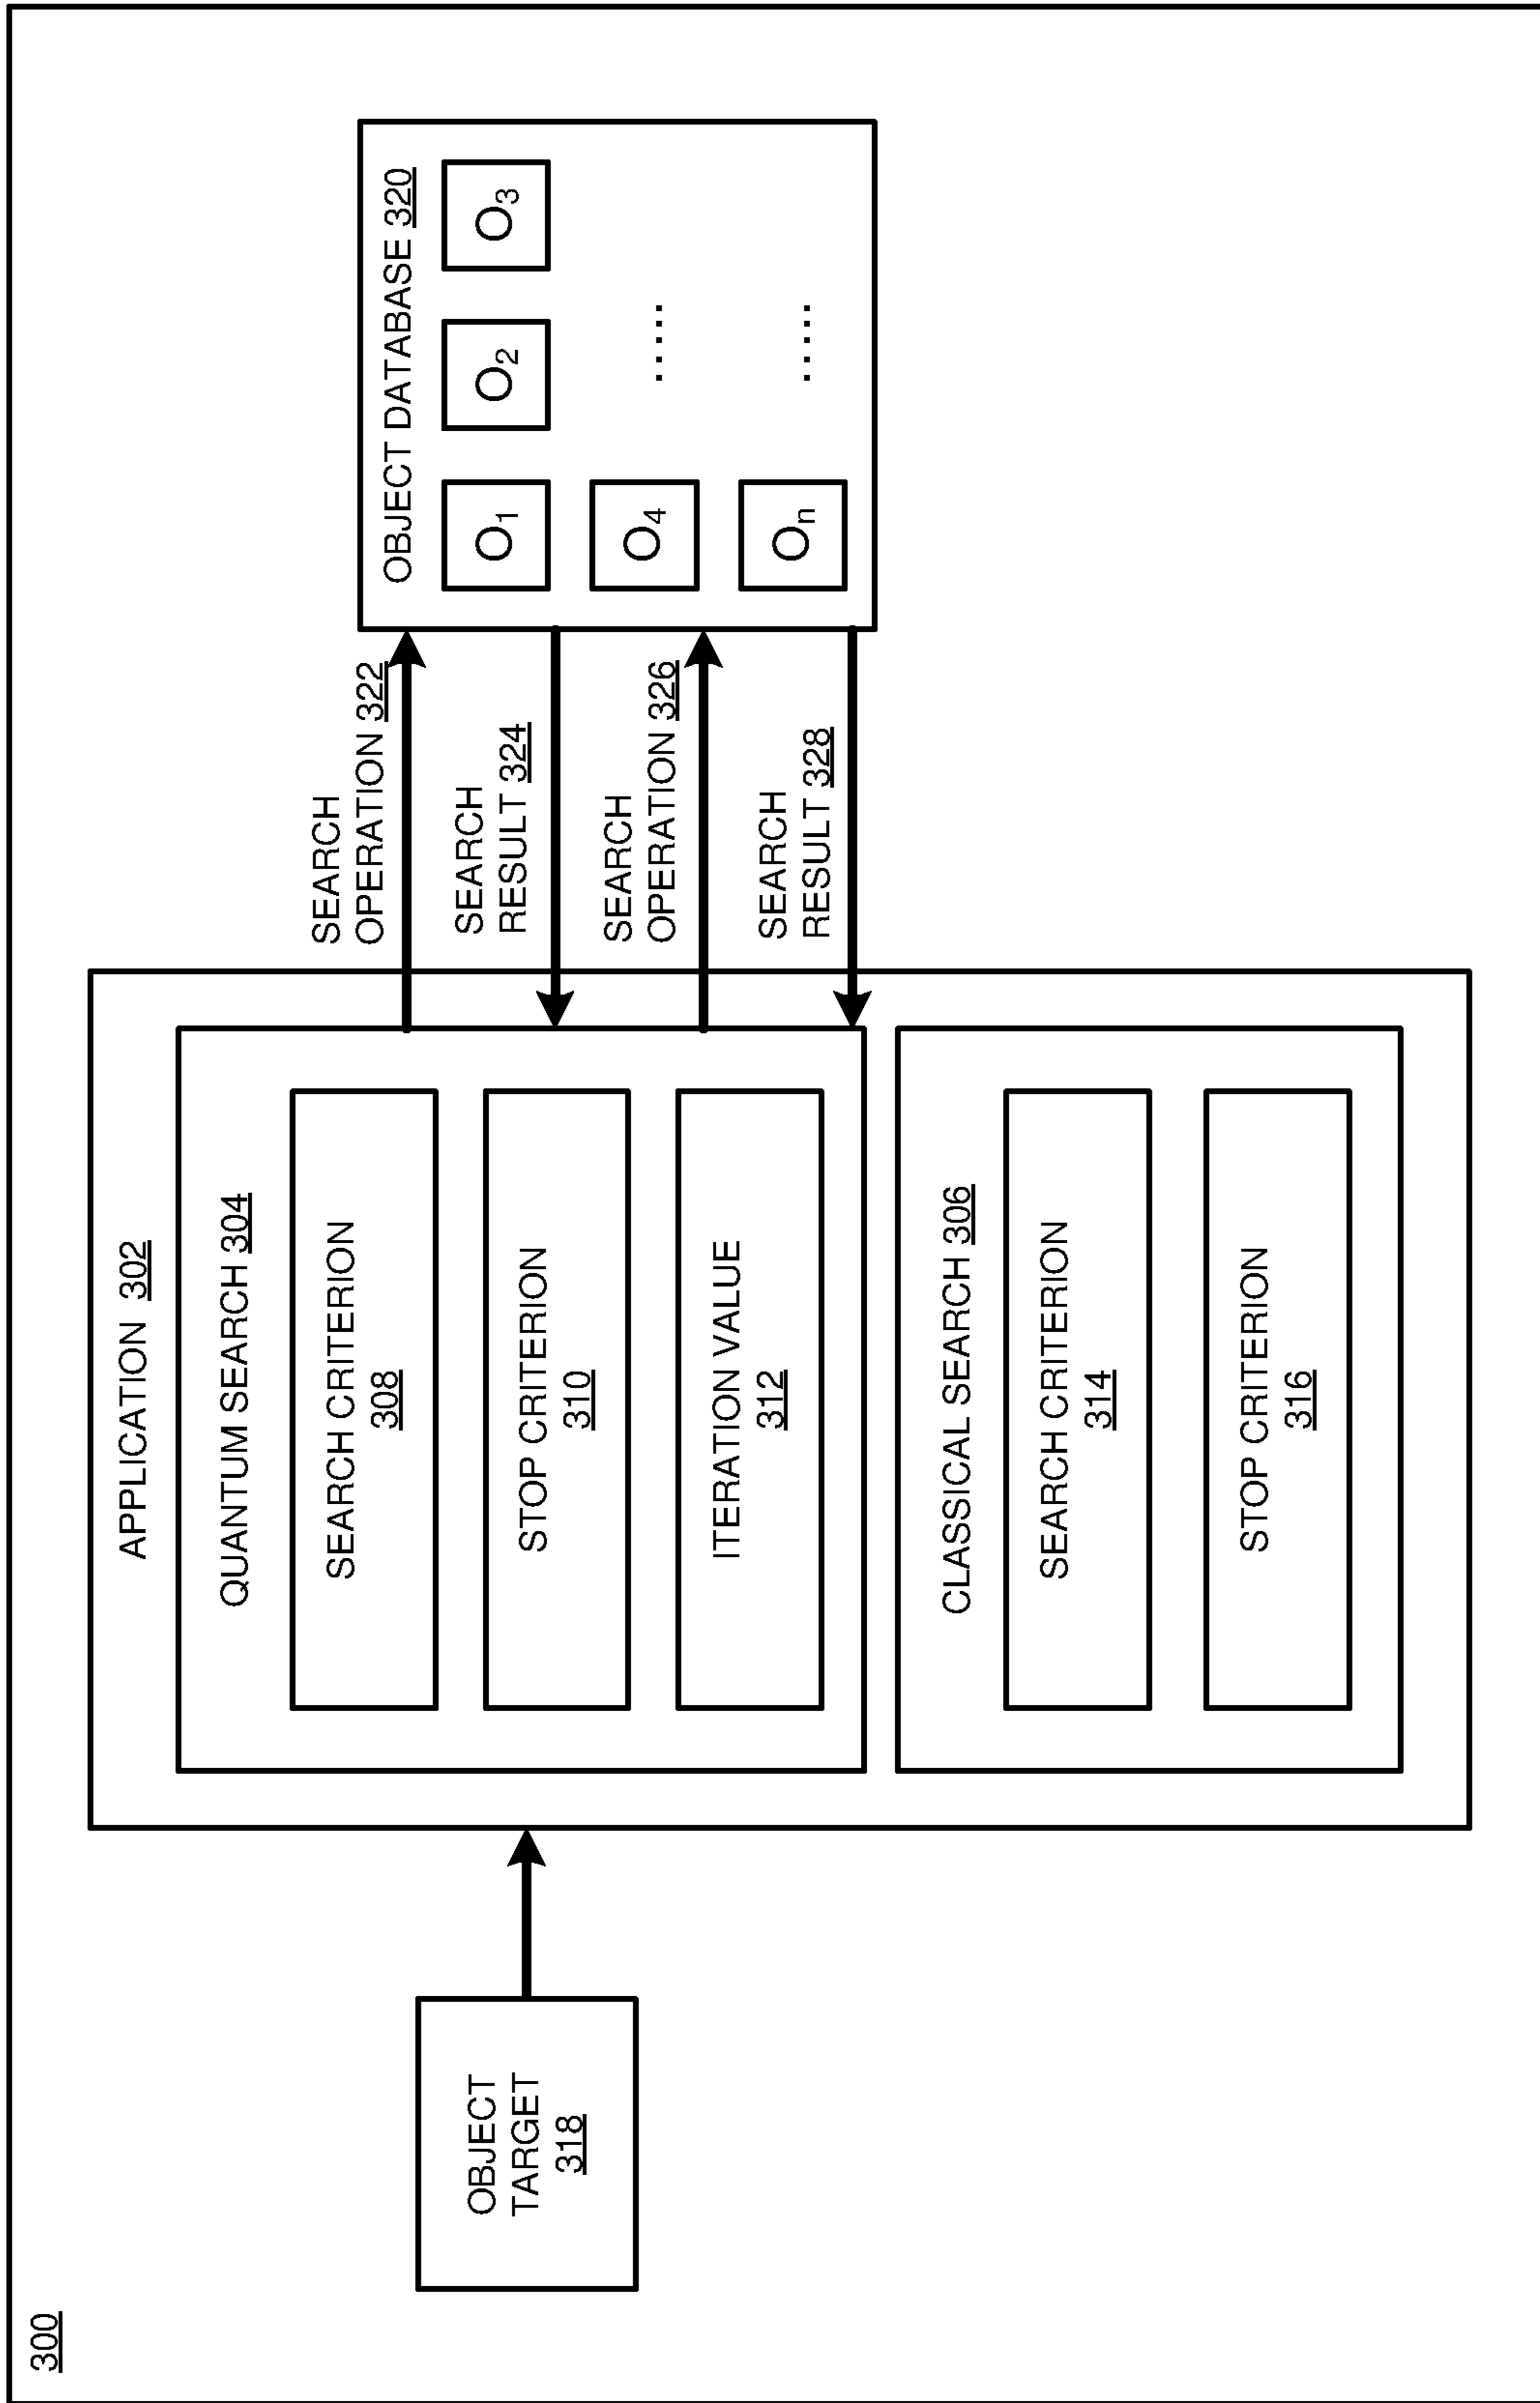 300
OBJECT
TARGET
318
APPLICATION 302
QUANTUM SEARCH 304
SEARCH CRITERION
308
STOP CRITERION
310
ITERATION VALUE
312
CLASSICAL SEARCH 306
SEARCH CRITERION
314
STOP CRITERION
316
SEARCH
OPERATION 322
SEARCH
RESULT 324
SEARCH
OPERATION 326
SEARCH
RESULT 328
OBJECT DATABASE 320
O1 O2 O3
O4 .....
On .....